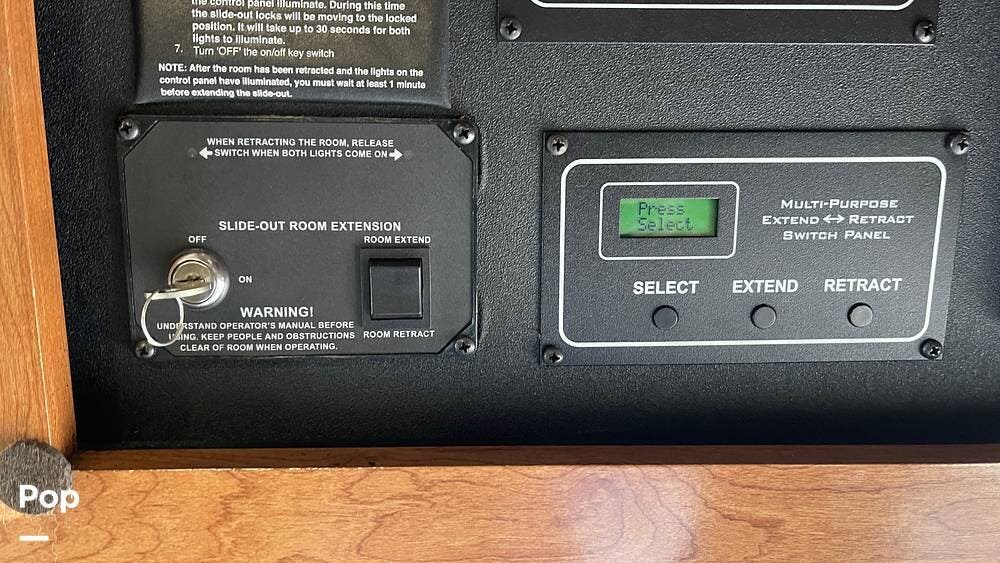 the control panel illuminate. During this time
the slide-out locks will be moving to the locked
position. It will take up to 30 seconds for both
lights to illuminate.
7. Turn 'OFF' the on/off key switch
NOTE: After the room has been retracted and the lights on the
control panel have illuminated, you must wait at least 1 minute
before extending the slide-out.
WHEN RETRACTING THE ROOM, RELEASE
SWITCH WHEN BOTH LIGHTS COME ON
SLIDE-OUT ROOM EXTENSION
OFF
ON
ROOM EXTEND
ROOM RETRACT
WARNING!
UNDERSTAND OPERATOR'S MANUAL BEFORE
USING. KEEP PEOPLE AND OBSTRUCTIONS
CLEAR OF ROOM WHEN OPERATING.
Press
Select
MULTI-PURPOSE
EXTEND ↔ RETRACT
SWITCH PANEL
SELECT
EXTEND
RETRACT
Pop